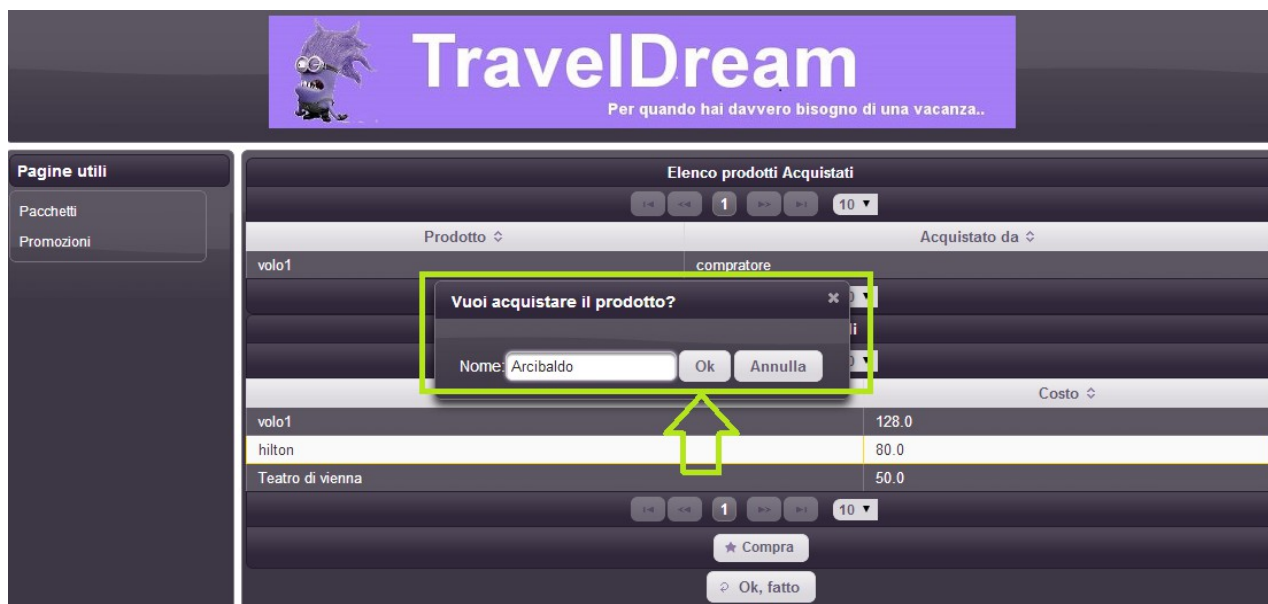 TravelDream
Per quando hai davvero bisogno di una vacanza..
Pagine utili
Pacchetti
Promozioni
Elenco prodotti Acquistati
1 10
Prodotto Acquistato da
volo1 compratore
Vuoi acquistare il prodotto?
Nome: Arcibaldo Ok Annulla
Costo
volo1 128.0
hilton 80.0
Teatro di vienna 50.0
1 10
Compra
Ok, fatto